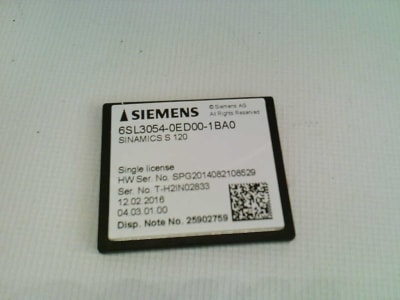 SIEMENS
© Siemens AG
All Rights Reserved
6SL3054-0ED00-1BA0
SINAMICS S 120
Single license
HW Ser. No. SPG2014082108529
Ser. No. T-H2IN02833
12.02.2016
04.03.01.00
Disp. Note No. 25902759